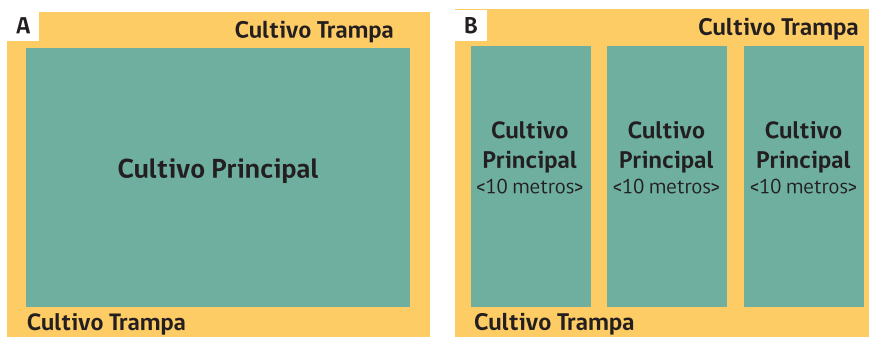 A
Cultivo Trampa
Cultivo Principal
Cultivo Trampa
B
Cultivo Trampa
Cultivo
Principal
<10 metros>
Cultivo
Principal
<10 metros>
Cultivo
Principal
<10 metros>
Cultivo Trampa